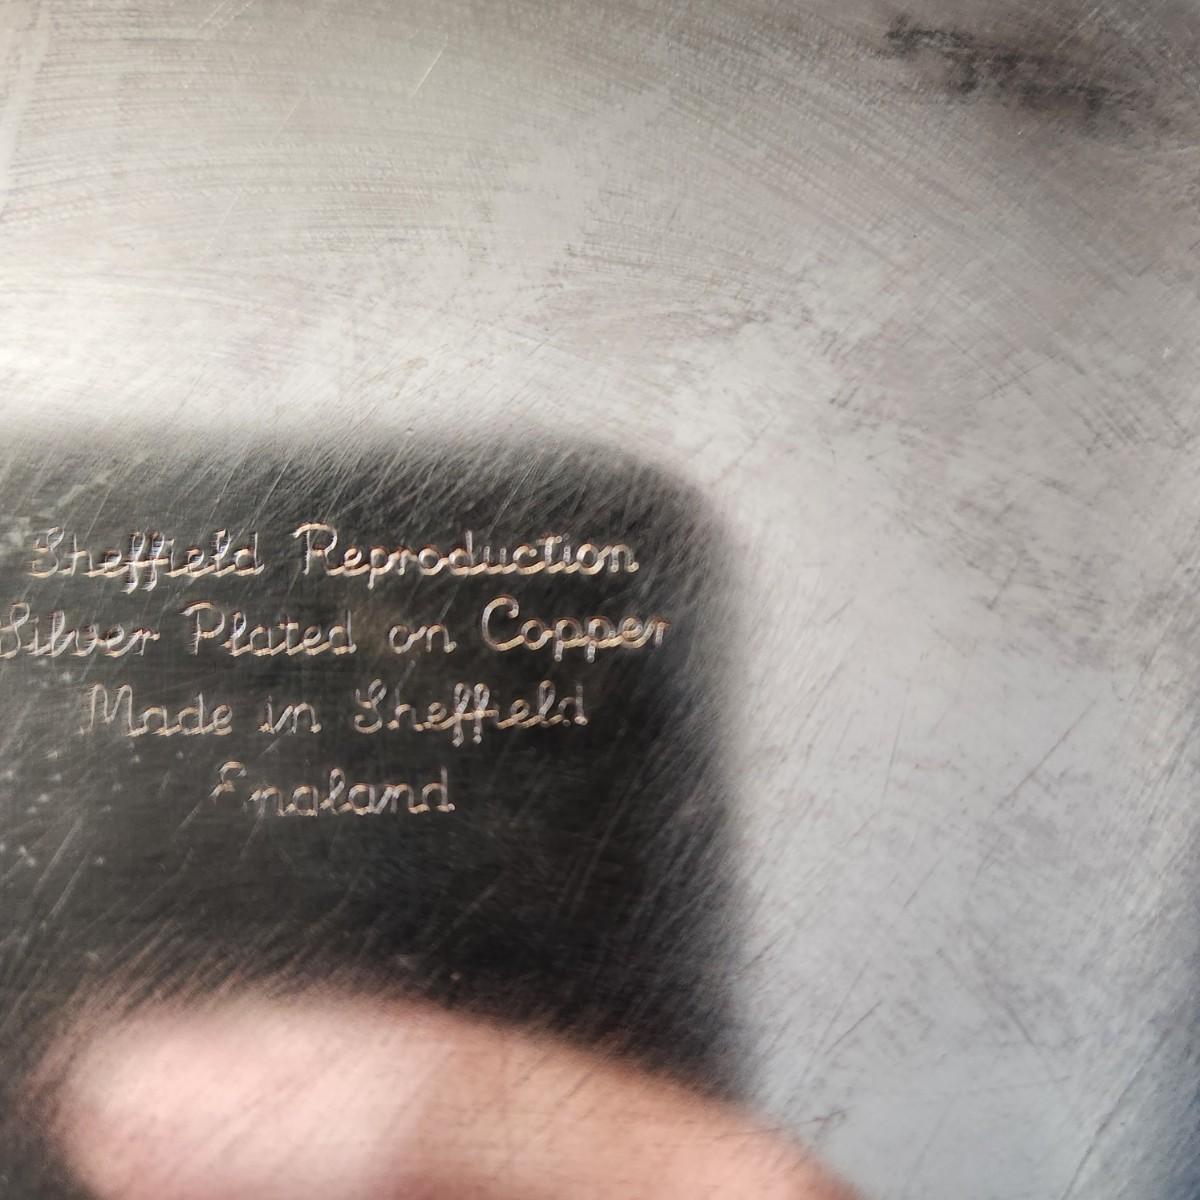 Sheffield Reproduction
Silver Plated on Copper
Made in Sheffield
England